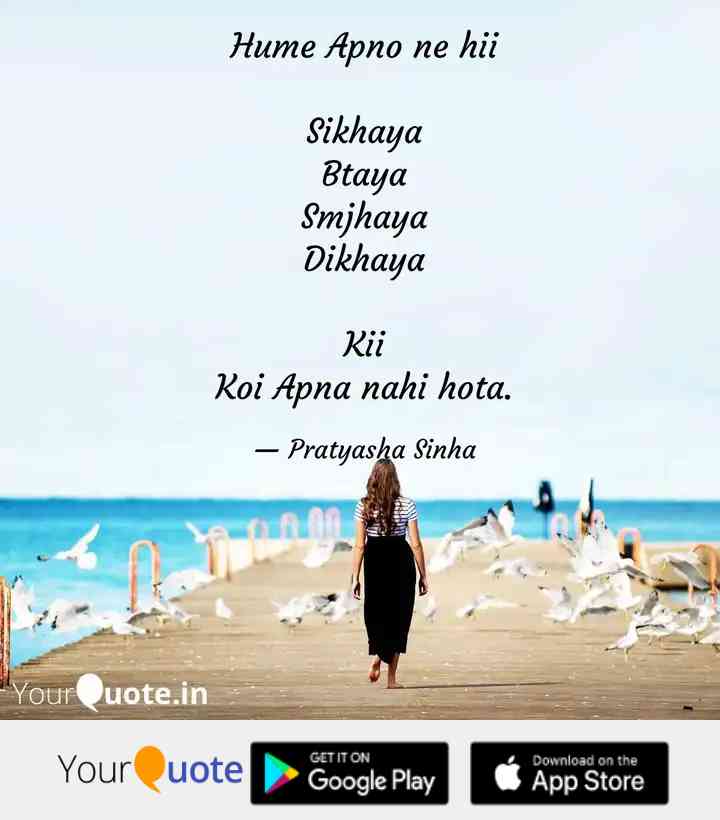 Hume Apno ne hii
Sikhaya
Btaya
Smjhaya
Dikhaya
Kii
Koi Apna nahi hota.
— Pratyasha Sinha
YourQuote.in
YourQuote
GET IT ON
Google Play
Download on the
App Store